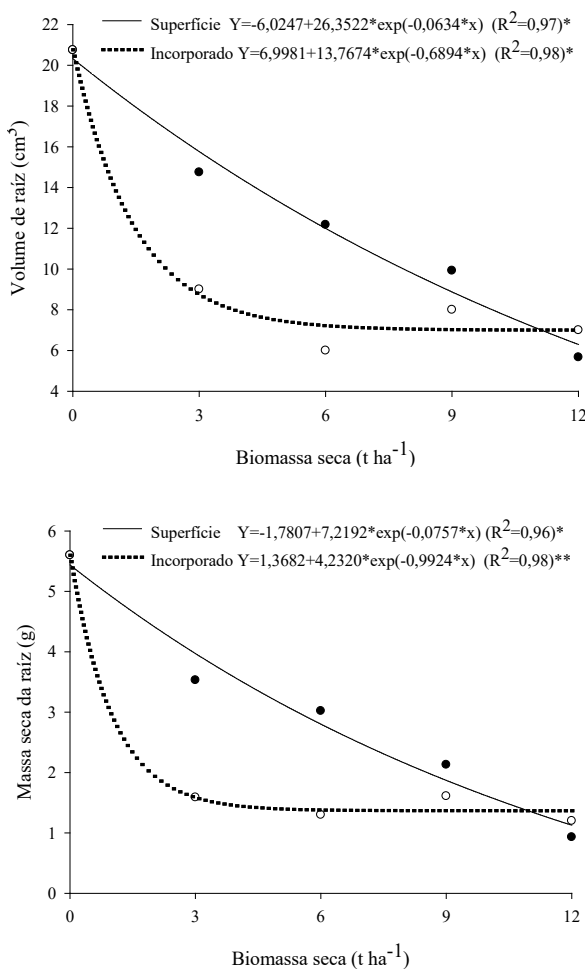 Superfície Y=-6,0247+26,3522*exp(-0,0634*x) (R²=0,97)*
Incorporado Y=6,9981+13,7674*exp(-0,6894*x) (R²=0,98)*
22
20
18
16
14
12
10
8
6
4
Volume de raíz (cm³)
0 3 6 9 12
Biomassa seca (t ha⁻¹)
Superfície Y=-1,7807+7,2192*exp(-0,0757*x) (R²=0,96)*
Incorporado Y=1,3682+4,2320*exp(-0,9924*x) (R²=0,98)**
6
5
4
3
2
1
0
Massa seca da raíz (g)
0 3 6 9 12
Biomassa seca (t ha⁻¹)